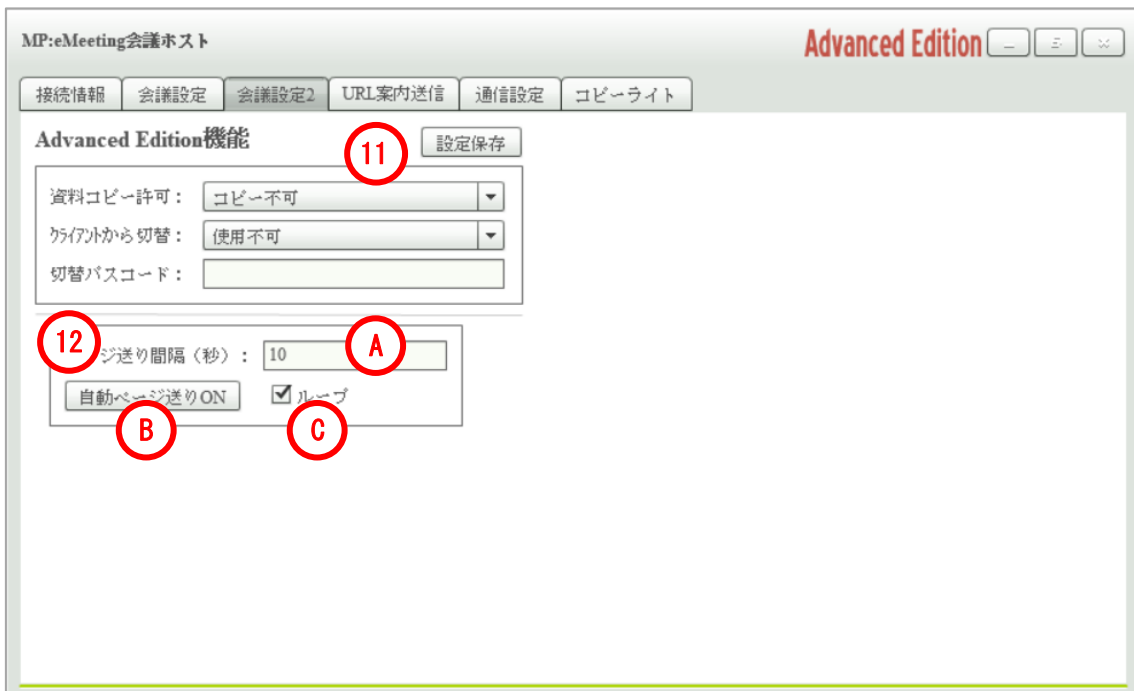 MP:eMeeting会議ホスト
Advanced Edition
接続情報 会議設定 会議設定2 URL案内送信 通信設定 コピーライト
Advanced Edition機能
11
設定保存
資料コピー許可： コピー不可
クライアントから切替： 使用不可
切替パスコード：
12
ジ送り間隔（秒）： 10
A
自動ページ送りON ループ
B
C